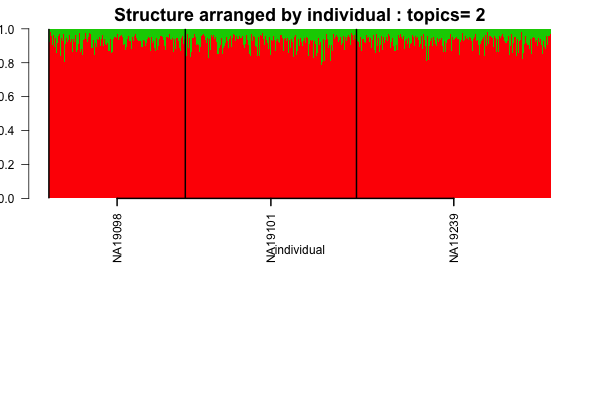 Structure arranged by individual : topics= 2
1.0
0.8
0.6
0.4
0.2
0.0
NA19098
NA19101
NA19239
individual